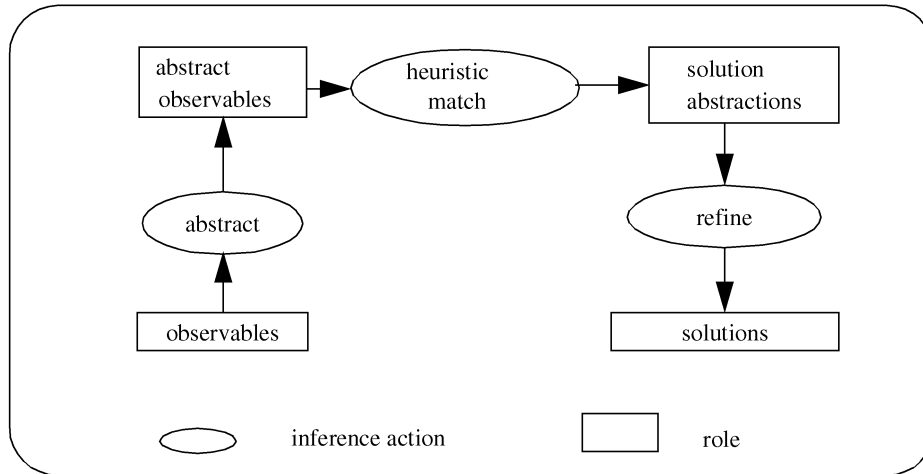 abstract
observables
heuristic
match
solution
abstractions
abstract
refine
observables
solutions
inference action
role